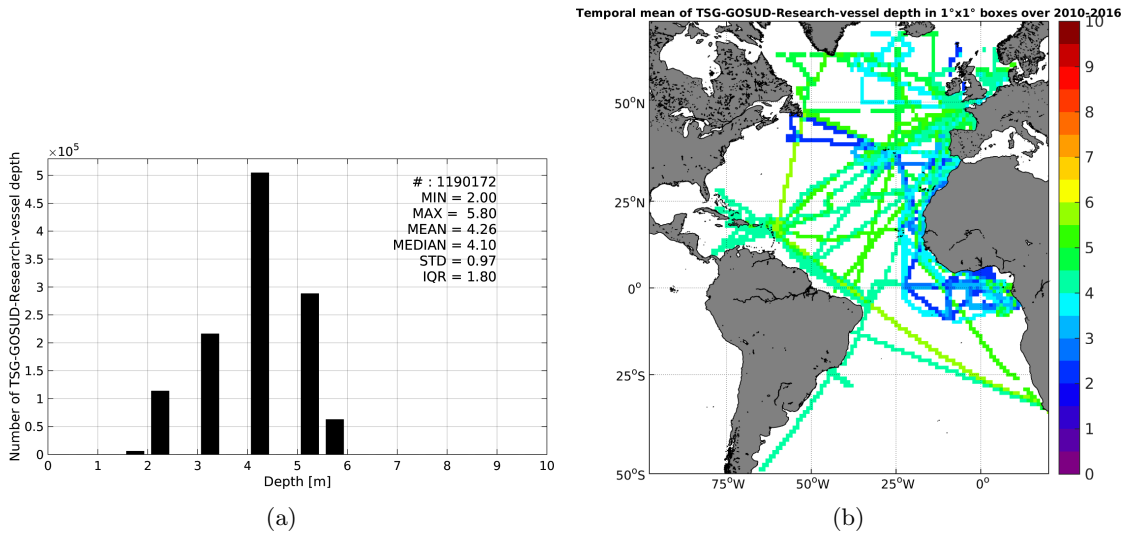 Temporal mean of TSG-GOSUD-Research-vessel depth in 1°x1° boxes over 2010-2016
×10⁵
5
4.5
4
3.5
3
2.5
2
1.5
1
0.5
0
Number of TSG-GOSUD-Research-vessel depth
# : 1190172
MIN = 2.00
MAX = 5.80
MEAN = 4.26
MEDIAN = 4.10
STD = 0.97
IQR = 1.80
0 1 2 3 4 5 6 7 8 9 10
Depth [m]
(a)
50°N
25°N
0°
25°S
50°S
75°W 50°W 25°W 0°
10
9
8
7
6
5
4
3
2
1
0
(b)